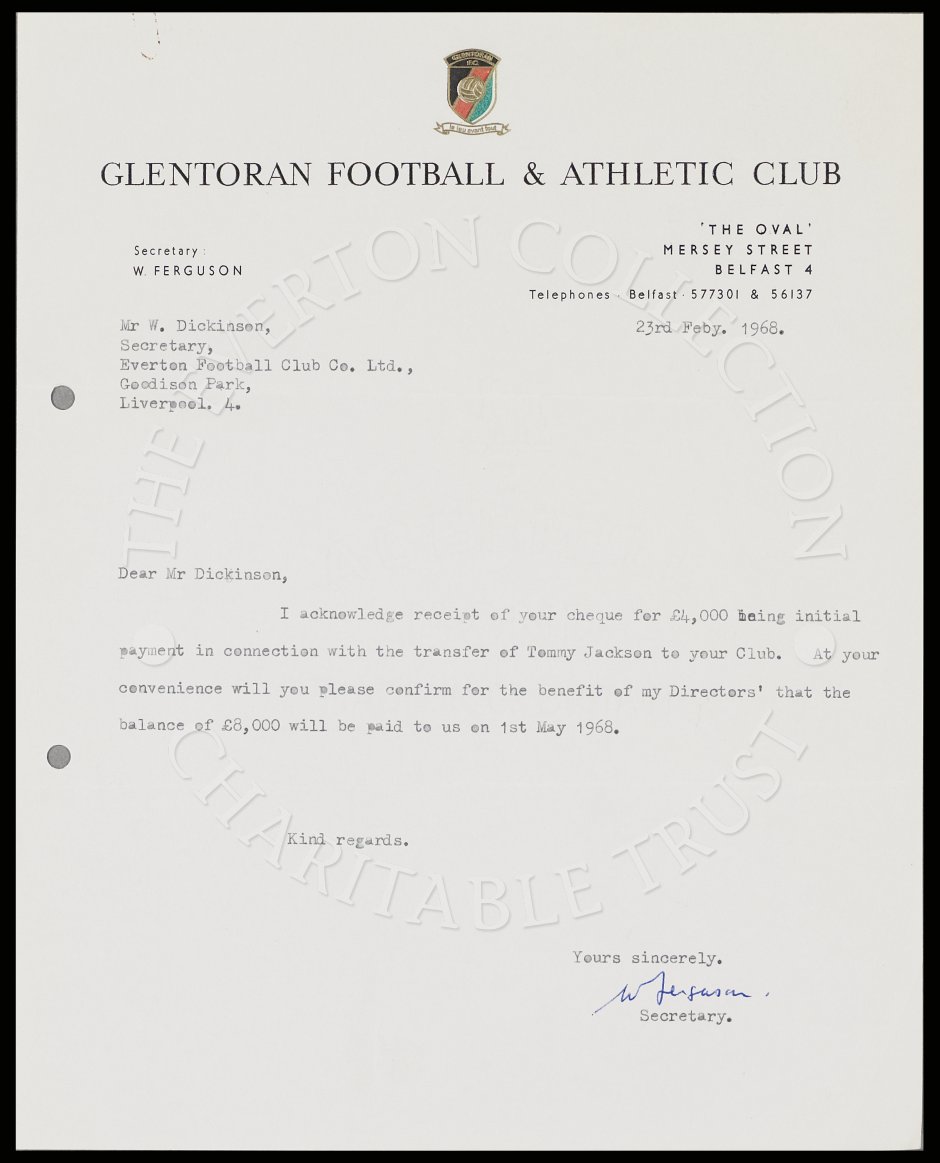 GLENTORAN
F.C.
le jeu avant tout
GLENTORAN FOOTBALL & ATHLETIC CLUB
Secretary :
W. FERGUSON
'THE OVAL'
MERSEY STREET
BELFAST 4
Telephones · Belfast · 577301 & 56137
Mr W. Dickinson,
23rd Feby. 1968.
Secretary,
Everton Football Club Co. Ltd.,
Goodison Park,
Liverpool. 4.
Dear Mr Dickinson,
I acknowledge receipt of your cheque for £4,000 being initial
payment in connection with the transfer of Tommy Jackson to your Club. At your
convenience will you please confirm for the benefit of my Directors' that the
balance of £8,000 will be paid to us on 1st May 1968.
Kind regards.
Yours sincerely.
W Ferguson.
Secretary.
THE EVERTON COLLECTION
CHARITABLE TRUST